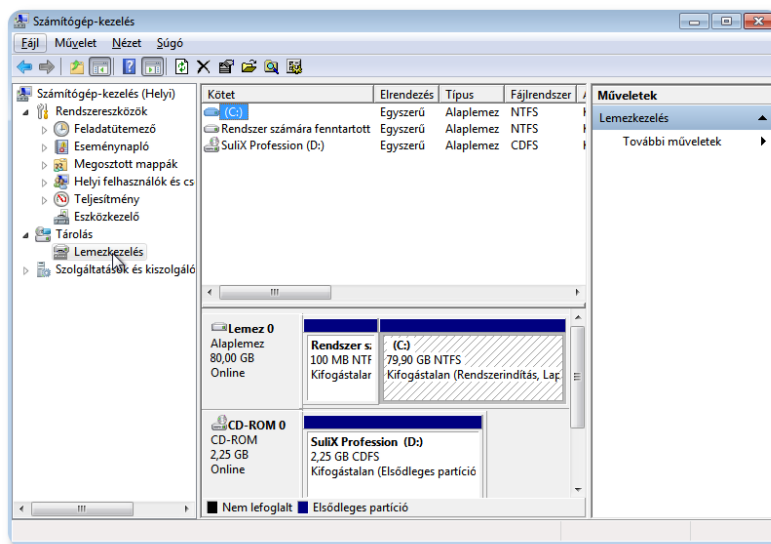 Számítógép-kezelés
Fájl Művelet Nézet Súgó
Számítógép-kezelés (Helyi)
Rendszereszközök
Feladatütemező
Eseménynapló
Megosztott mappák
Helyi felhasználók és cs
Teljesítmény
Eszközkezelő
Tárolás
Lemezkezelés
Szolgáltatások és kiszolgáló
Kötet Elrendezés Típus Fájlrendszer
(C:) Egyszerű Alaplemez NTFS
Rendszer számára fenntartott Egyszerű Alaplemez NTFS
SuliX Profession (D:) Egyszerű Alaplemez CDFS
Műveletek
Lemezkezelés
További műveletek
Lemez 0
Alaplemez
80,00 GB
Online
Rendszer s:
100 MB NTF
Kifogástalar
(C:)
79,90 GB NTFS
Kifogástalan (Rendszerindítás, Lap
CD-ROM 0
CD-ROM
2,25 GB
Online
SuliX Profession (D:)
2,25 GB CDFS
Kifogástalan (Elsődleges partíció
Nem lefoglalt Elsődleges partíció